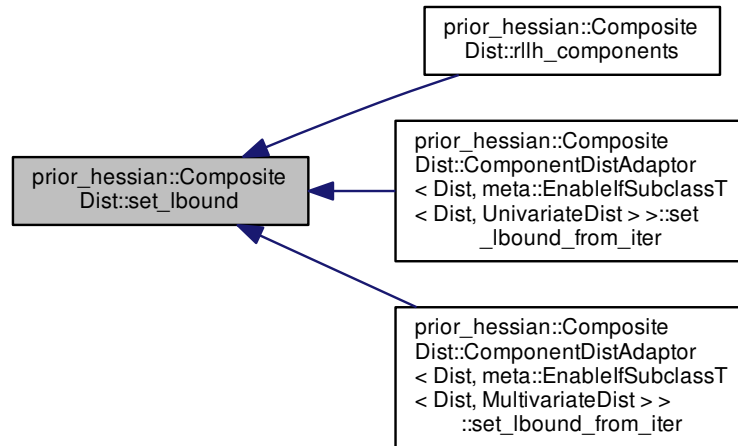 prior_hessian::Composite
Dist::rllh_components
prior_hessian::Composite
Dist::set_lbound
prior_hessian::Composite
Dist::ComponentDistAdaptor
< Dist, meta::EnableIfSubclassT
< Dist, UnivariateDist > >::set
_lbound_from_iter
prior_hessian::Composite
Dist::ComponentDistAdaptor
< Dist, meta::EnableIfSubclassT
< Dist, MultivariateDist > >
::set_lbound_from_iter